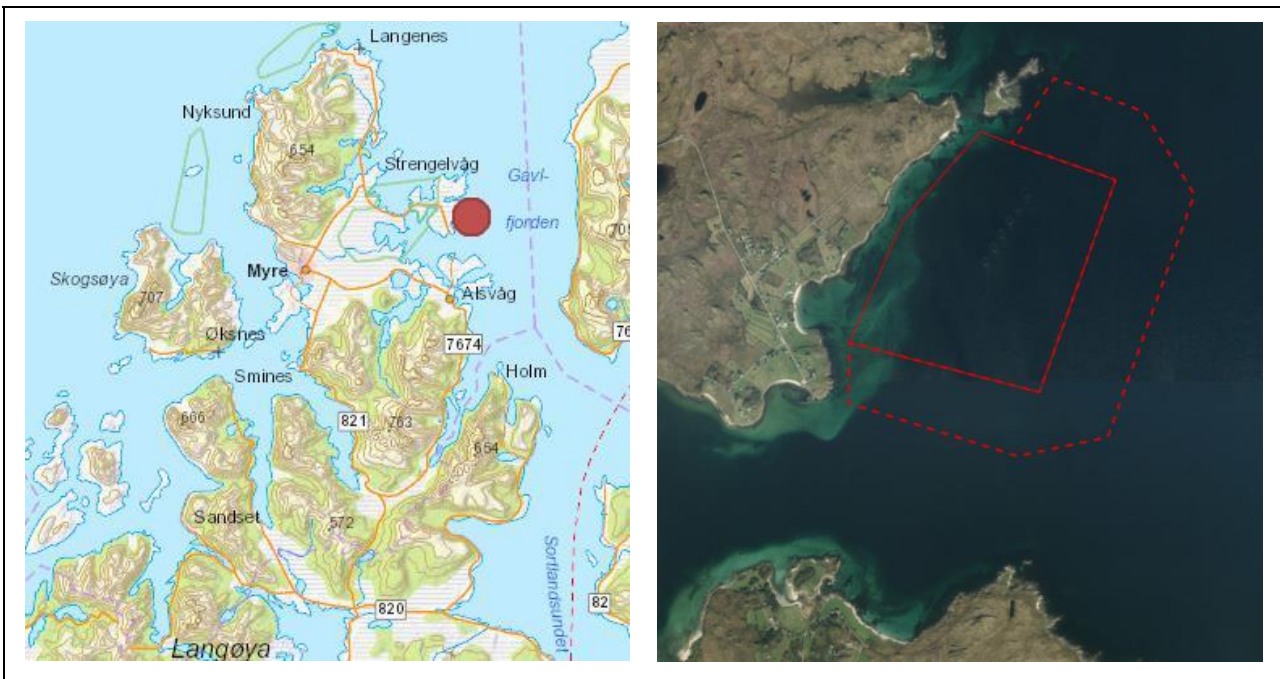 Langenes
Nyksund
654
Strengelvåg
Gavl-
fjorden
705
Skogsøya
707
Myre
Alsvåg
Øksnes
7674
76
Smines
Holm
666
821
763
654
Sandset
572
Sortlandsundet
820
82
Langøya